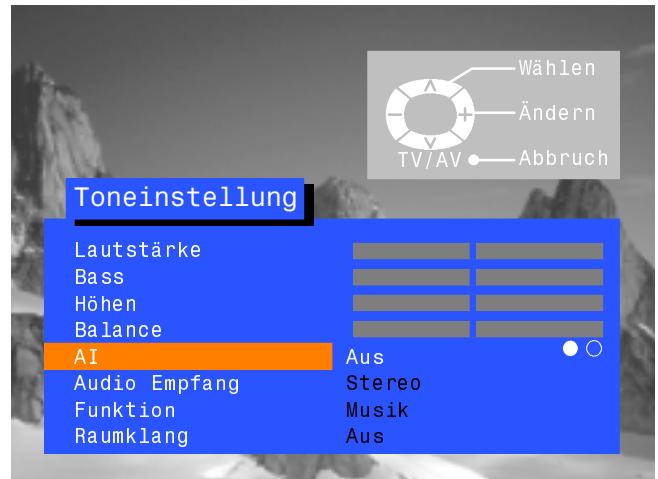 Wählen
Ändern
TV/AV Abbruch
Toneinstellung
Lautstärke
Bass
Höhen
Balance
AI Aus
Audio Empfang Stereo
Funktion Musik
Raumklang Aus